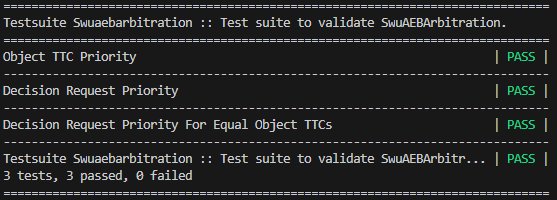 ==============================================================================
Testsuite Swuaebarbitration :: Test suite to validate SwuAEBArbitration.
==============================================================================
Object TTC Priority | PASS |
------------------------------------------------------------------------------
Decision Request Priority | PASS |
------------------------------------------------------------------------------
Decision Request Priority For Equal Object TTCs | PASS |
------------------------------------------------------------------------------
Testsuite Swuaebarbitration :: Test suite to validate SwuAEBArbitr... | PASS |
3 tests, 3 passed, 0 failed
==============================================================================